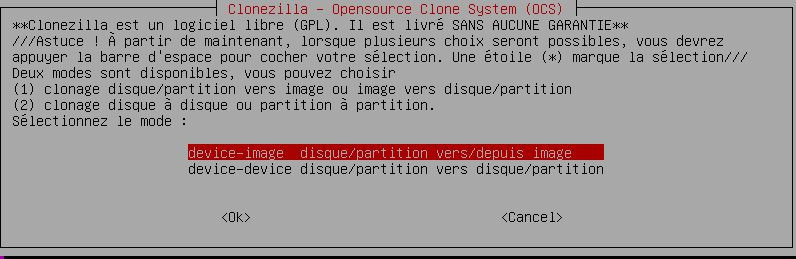 Clonezilla - Opensource Clone System (OCS)
**Clonezilla est un logiciel libre (GPL). Il est livré SANS AUCUNE GARANTIE**
///Astuce ! À partir de maintenant, lorsque plusieurs choix seront possibles, vous devrez
appuyer la barre d'espace pour cocher votre sélection. Une étoile (*) marque la sélection///
Deux modes sont disponibles, vous pouvez choisir
(1) clonage disque/partition vers image ou image vers disque/partition
(2) clonage disque à disque ou partition à partition.
Sélectionnez le mode :
device-image disque/partition vers/depuis image
device-device disque/partition vers disque/partition
<Ok> <Cancel>